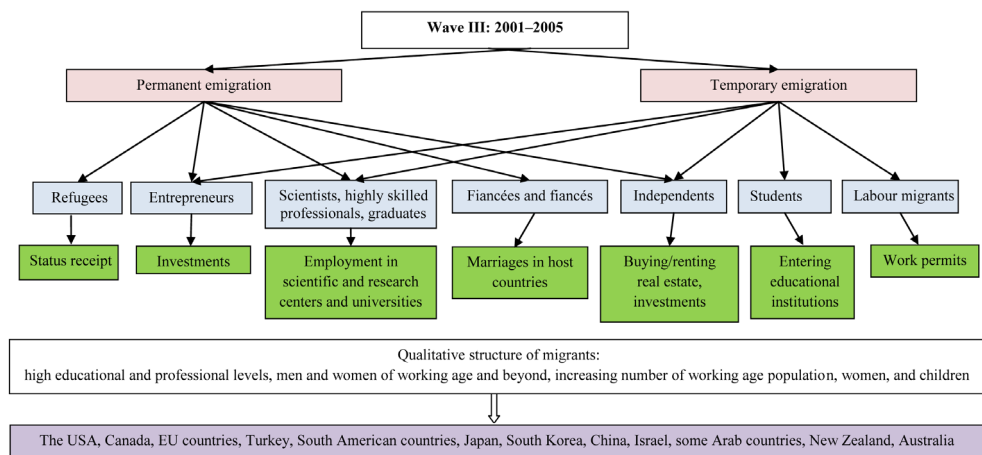 Wave III: 2001–2005
Permanent emigration
Temporary emigration
Refugees
Entrepreneurs
Scientists, highly skilled
professionals, graduates
Fiancées and fiancés
Independents
Students
Labour migrants
Status receipt
Investments
Employment in
scientific and research
centers and universities
Marriages in host
countries
Buying/renting
real estate,
investments
Entering
educational
institutions
Work permits
Qualitative structure of migrants:
high educational and professional levels, men and women of working age and beyond, increasing number of working age population, women, and children
The USA, Canada, EU countries, Turkey, South American countries, Japan, South Korea, China, Israel, some Arab countries, New Zealand, Australia